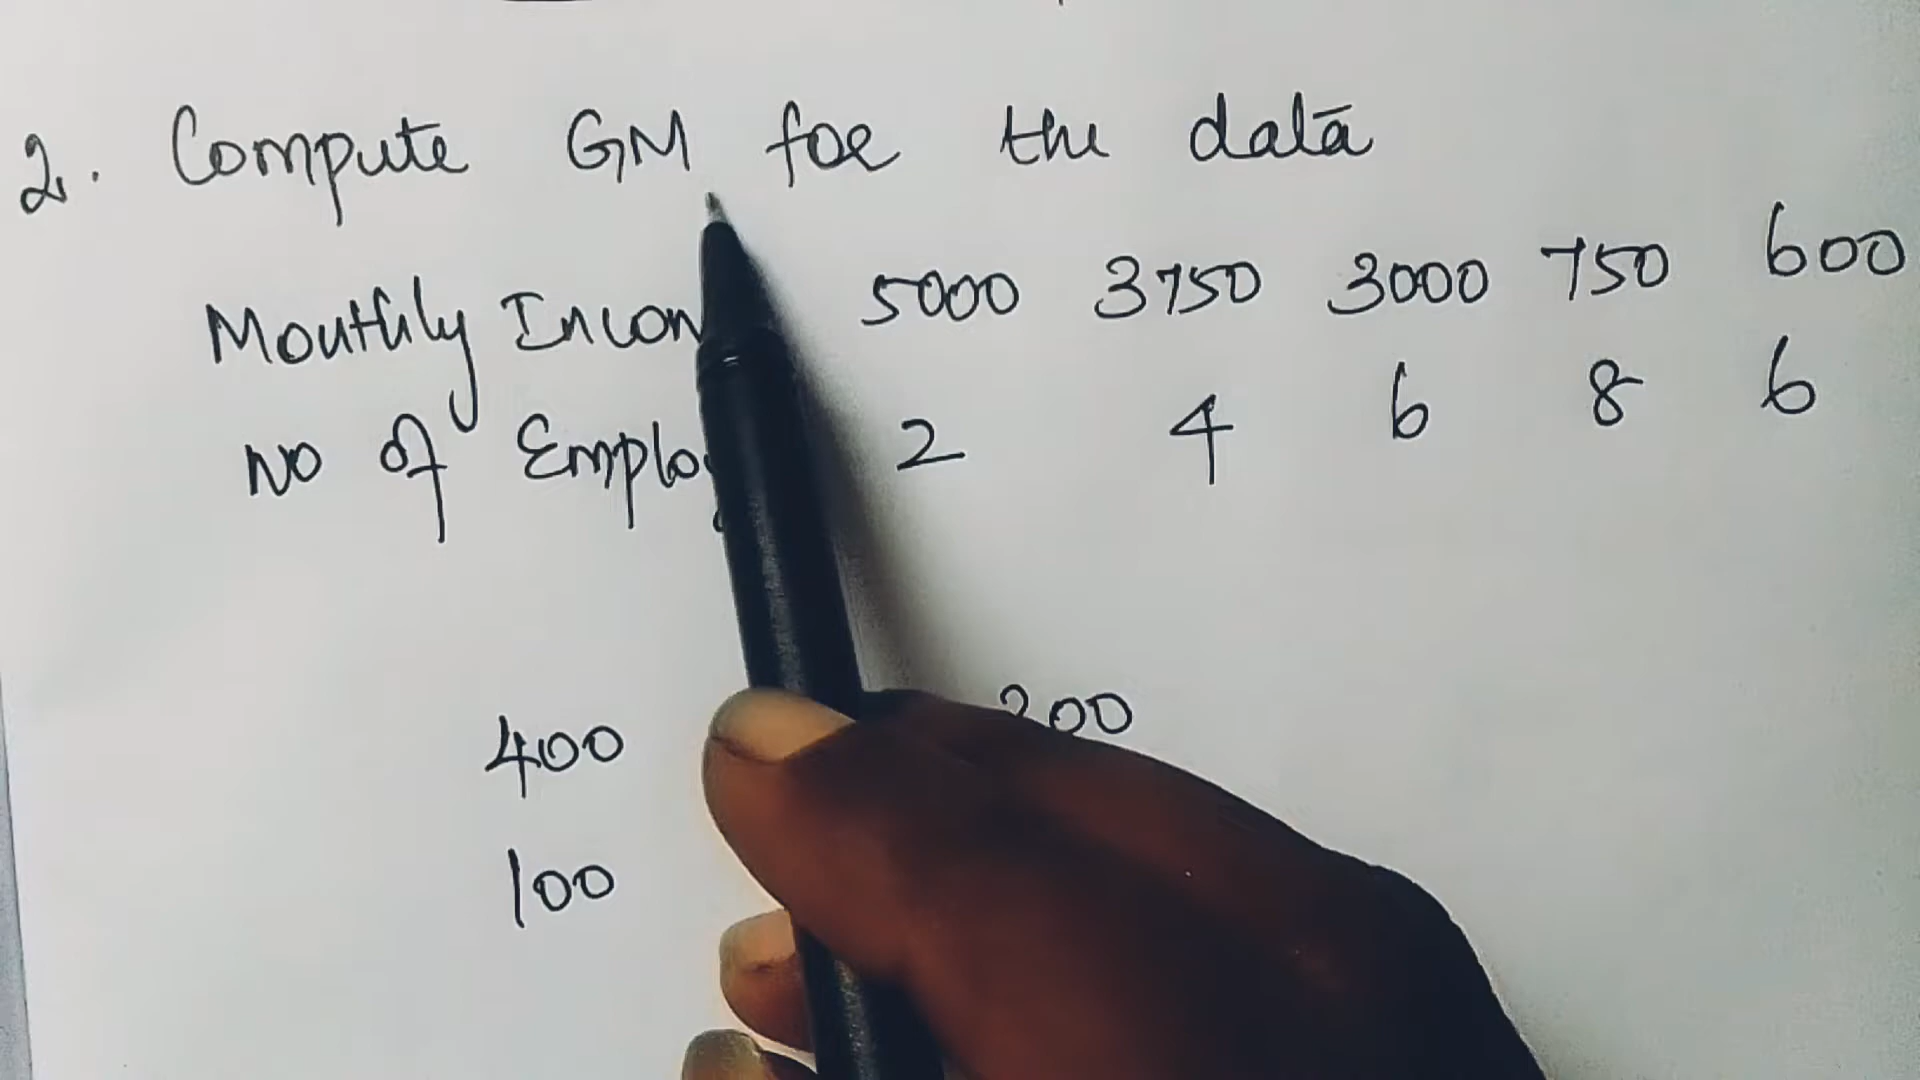 2. Compute GM for the data
Monthly Incom 5000 3750 3000 750 600
No of Employ 2 4 6 8 6
400 200
100